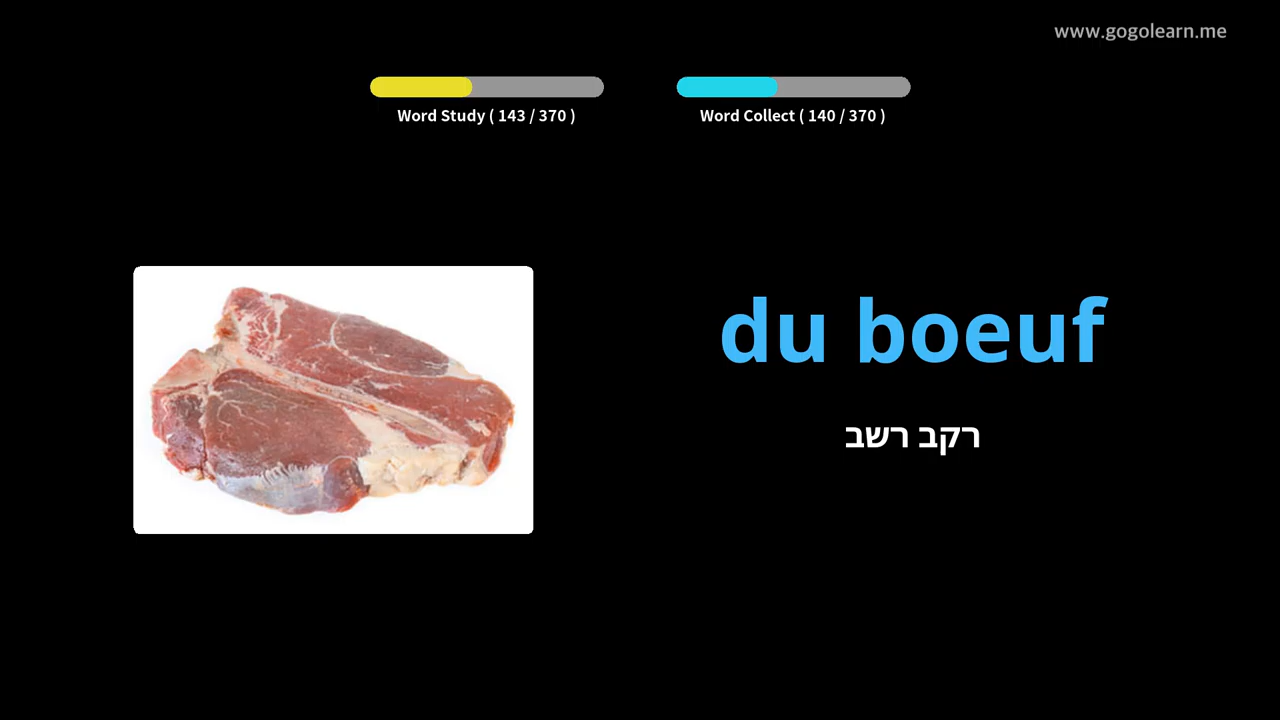 www.gogolearn.me
Word Study ( 143 / 370 )
Word Collect ( 140 / 370 )
du boeuf
רקב רשב